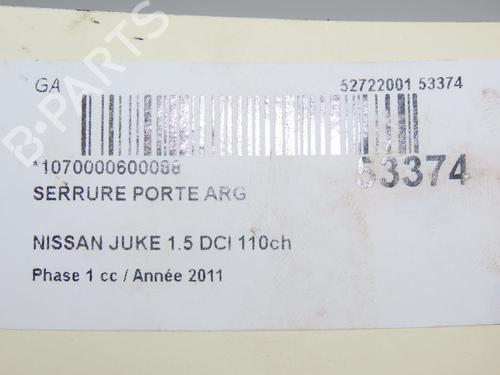 GA
52722001 53374
*1070000600088
53374
SERRURE PORTE ARG
NISSAN JUKE 1.5 DCI 110ch
Phase 1 cc / Année 2011
B-PARTS